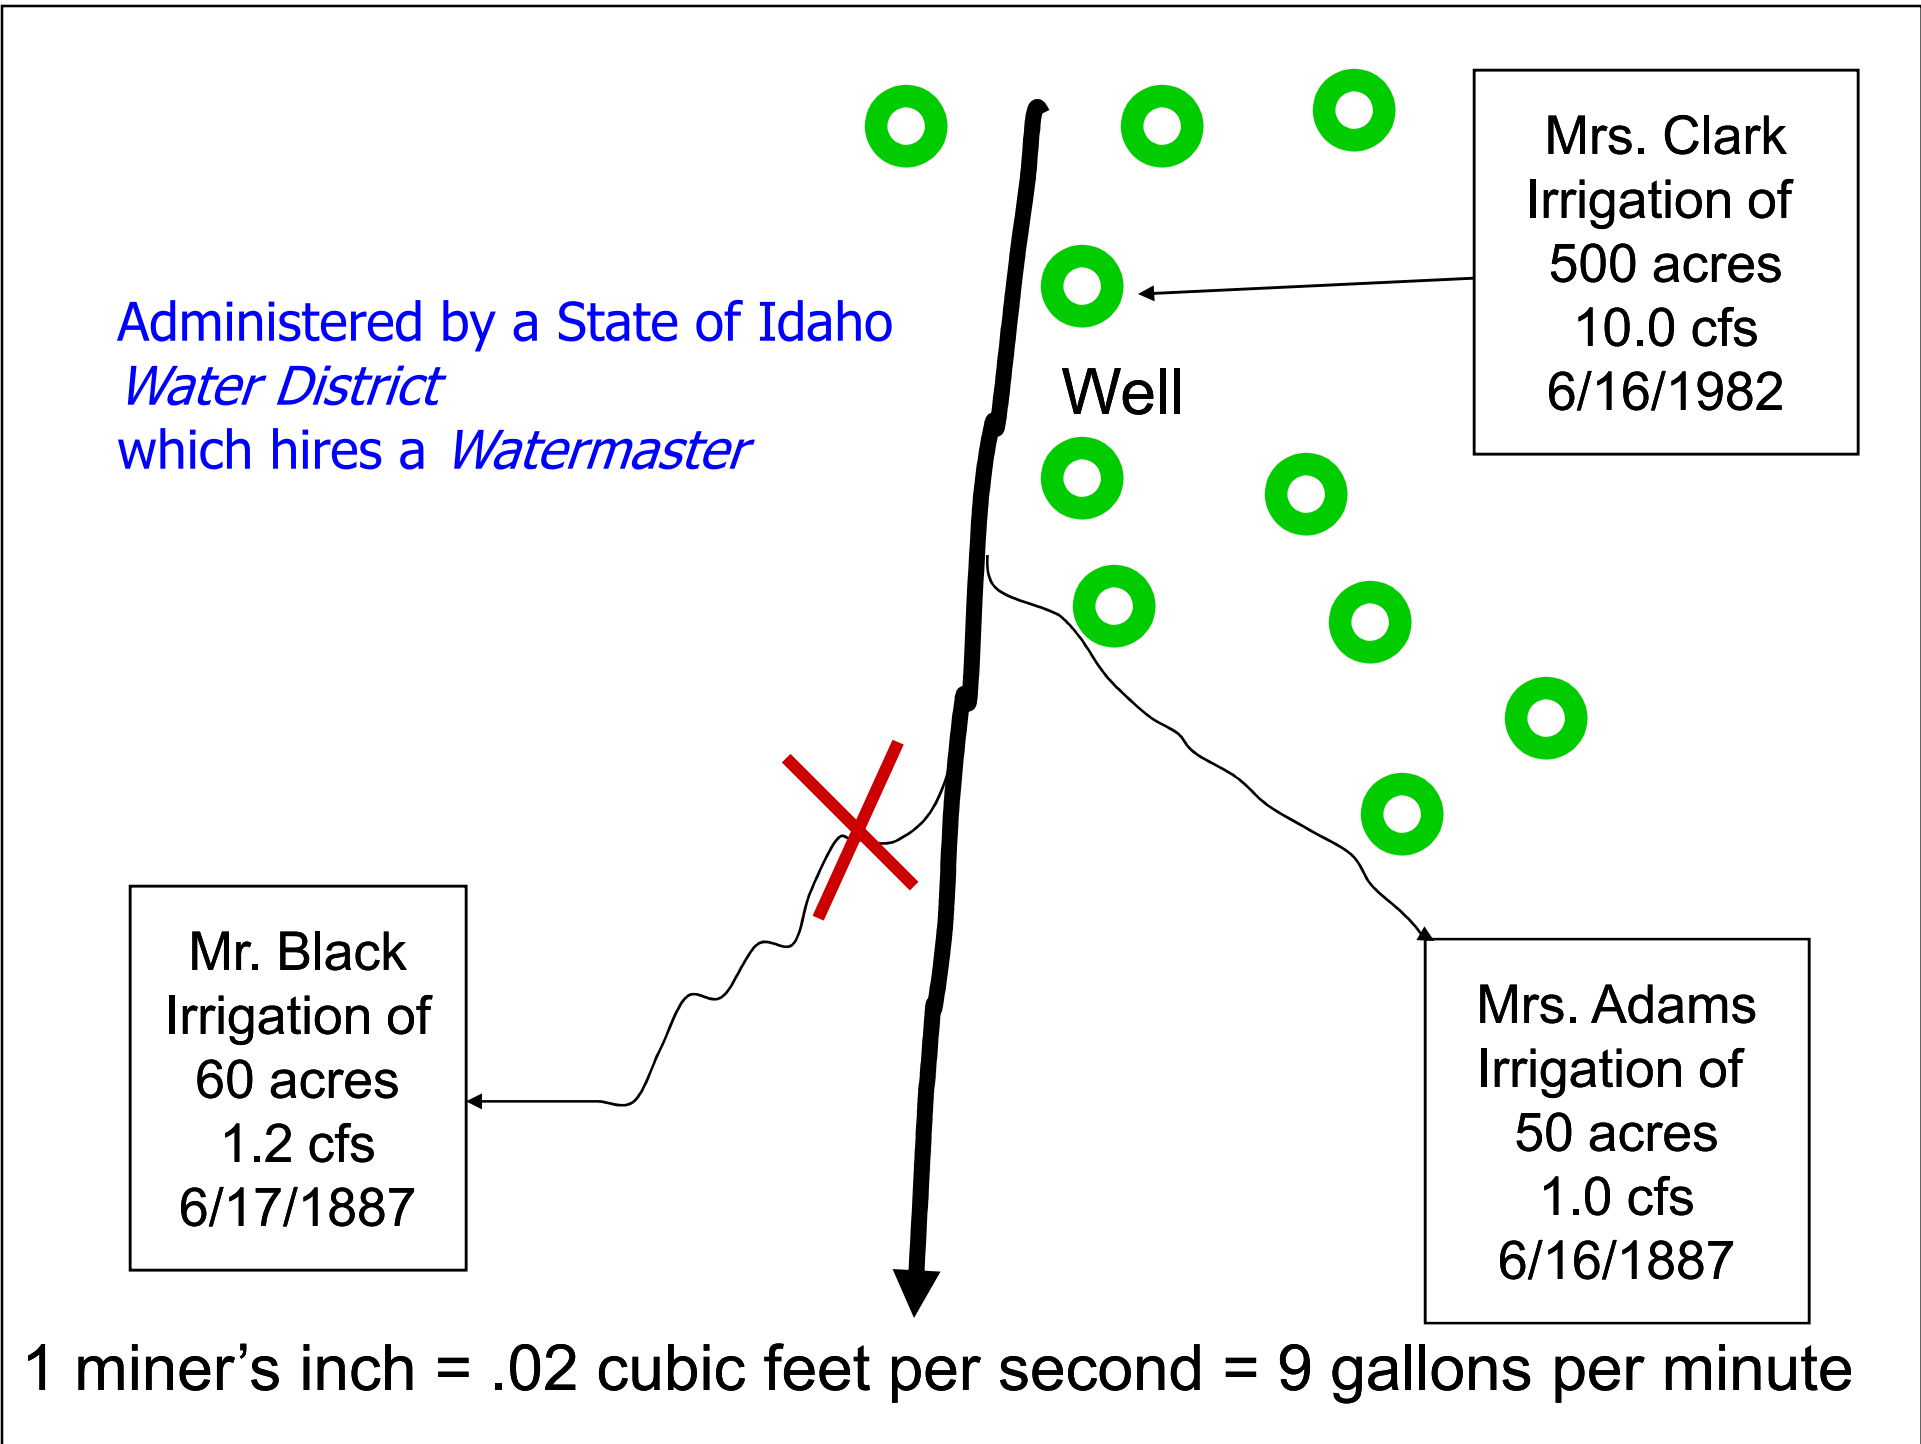 Mrs. Clark
Irrigation of
500 acres
10.0 cfs
6/16/1982
Administered by a State of Idaho
Water District
which hires a Watermaster
Well
Mr. Black
Irrigation of
60 acres
1.2 cfs
6/17/1887
Mrs. Adams
Irrigation of
50 acres
1.0 cfs
6/16/1887
1 miner’s inch = .02 cubic feet per second = 9 gallons per minute